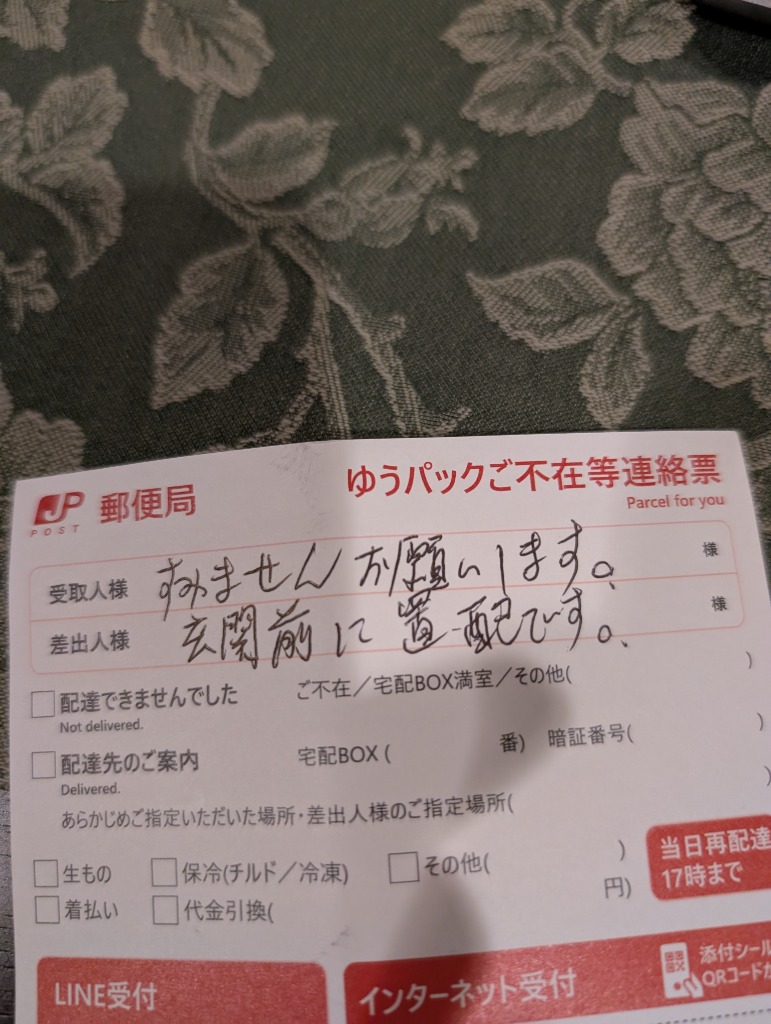 JP POST 郵便局
ゆうパックご不在等連絡票
Parcel for you
受取人様 すみません お願いします。 様
差出人様 玄関前に置配です。 様
配達できませんでした ご不在/宅配BOX満室/その他( )
Not delivered.
配達先のご案内 宅配BOX( 番) 暗証番号( )
Delivered.
あらかじめご指定いただいた場所・差出人様のご指定場所( )
生もの 保冷(チルド/冷凍) その他( )
着払い 代金引換( 円)
当日再配達
17時まで
LINE受付
インターネット受付
添付シール
QRコードか